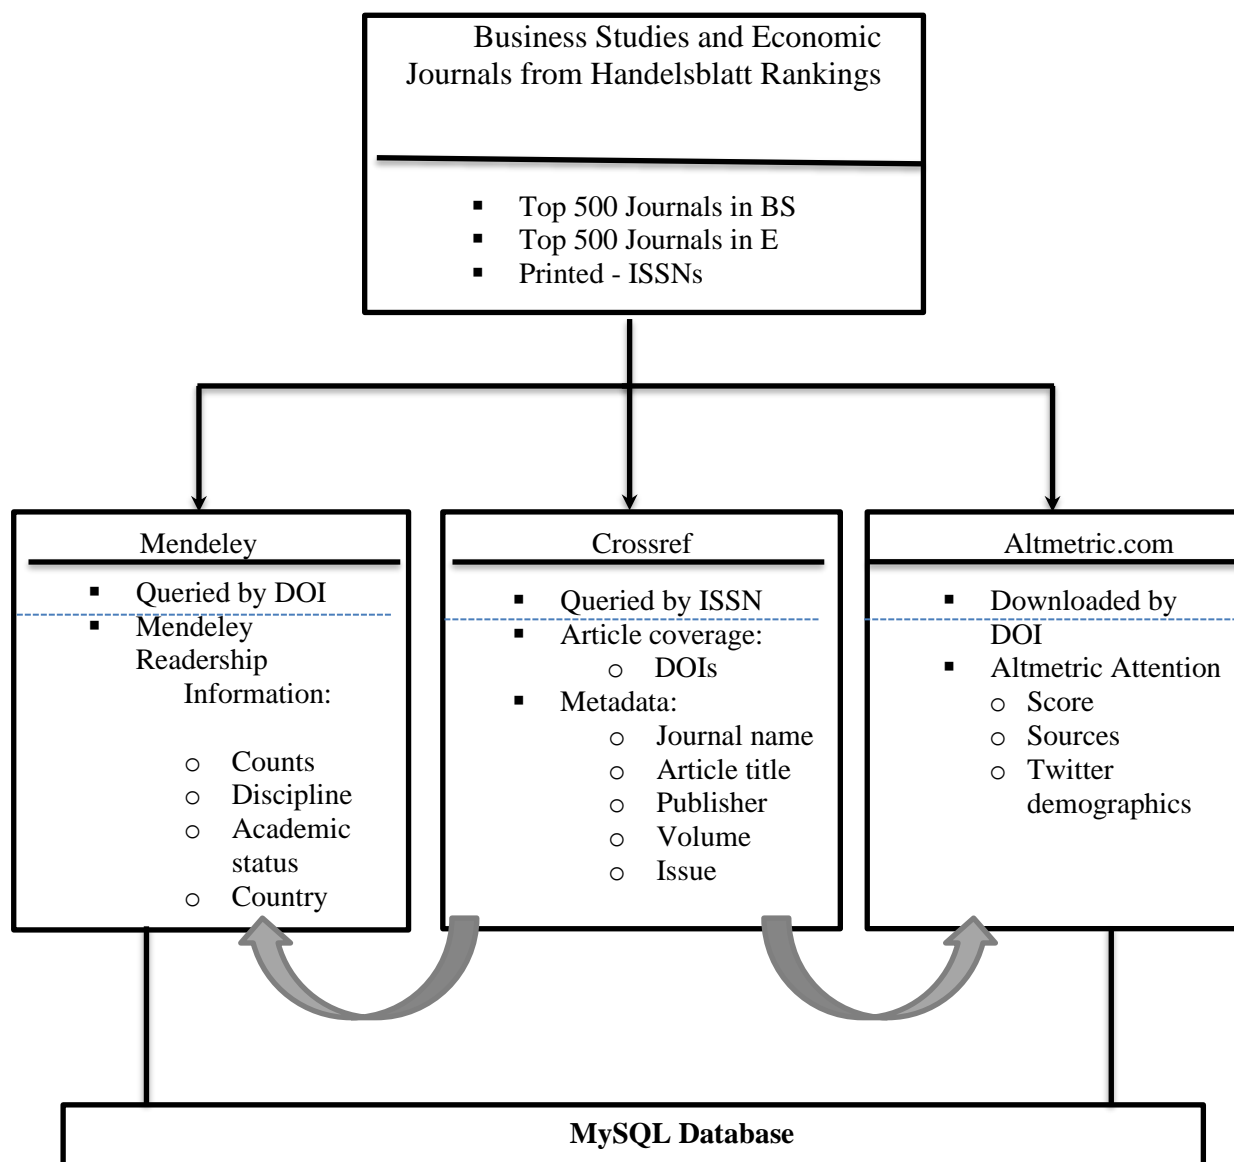 Business Studies and Economic
Journals from Handelsblatt Rankings
▪ Top 500 Journals in BS
▪ Top 500 Journals in E
▪ Printed - ISSNs
Mendeley
▪ Queried by DOI
▪ Mendeley
Readership
Information:
o Counts
o Discipline
o Academic
status
o Country
Crossref
▪ Queried by ISSN
▪ Article coverage:
o DOIs
▪ Metadata:
o Journal name
o Article title
o Publisher
o Volume
o Issue
Altmetric.com
▪ Downloaded by
DOI
▪ Altmetric Attention
o Score
o Sources
o Twitter
demographics
MySQL Database